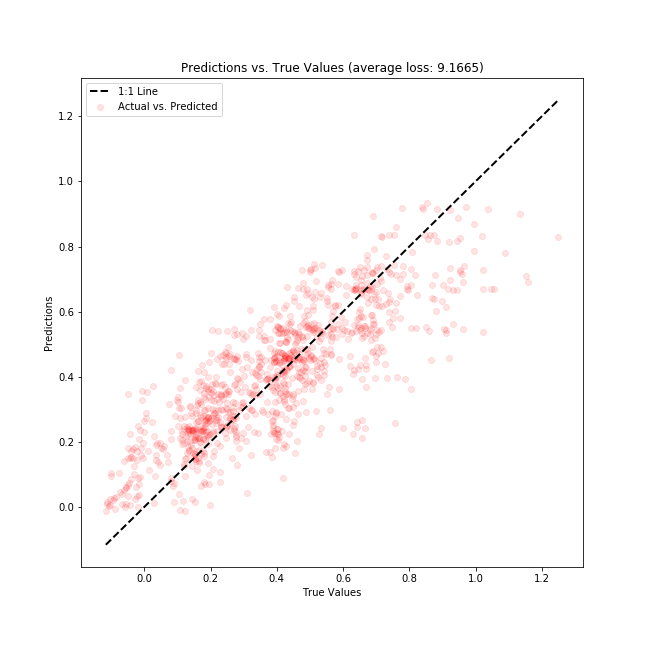 Predictions vs. True Values (average loss: 9.1665)
1:1 Line
Actual vs. Predicted
1.2
1.0
0.8
0.6
0.4
0.2
0.0
Predictions
0.0 0.2 0.4 0.6 0.8 1.0 1.2
True Values